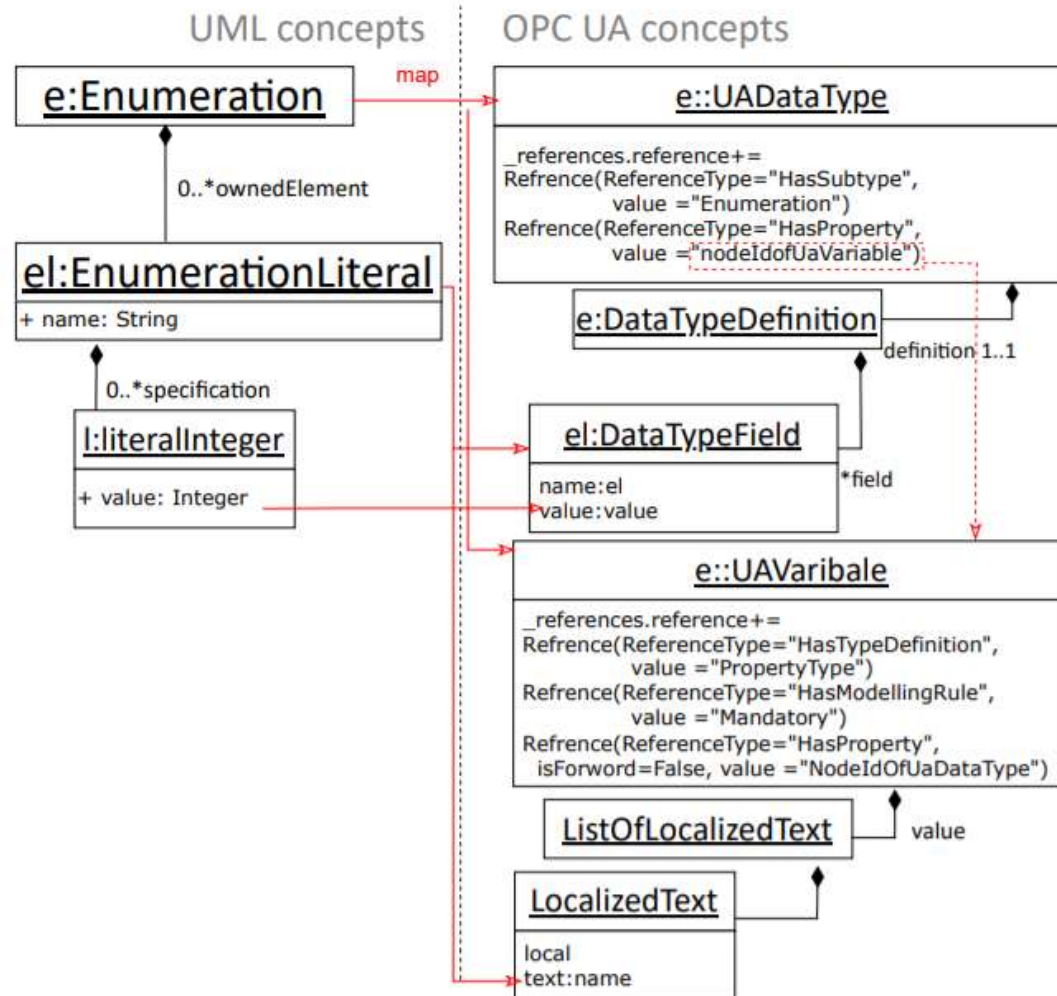 UML concepts
OPC UA concepts
e:Enumeration
map
e::UADataType
_references.reference+=
Refrence(ReferenceType="HasSubtype",
value ="Enumeration")
Refrence(ReferenceType="HasProperty",
value ="nodeIdofUaVariable")
0..*ownedElement
el:EnumerationLiteral
+ name: String
e:DataTypeDefinition
definition 1..1
0..*specification
l:literalInteger
+ value: Integer
el:DataTypeField
name:el
value:value
*field
e::UAVaribale
_references.reference+=
Refrence(ReferenceType="HasTypeDefinition",
value ="PropertyType")
Refrence(ReferenceType="HasModellingRule",
value ="Mandatory")
Refrence(ReferenceType="HasProperty",
isForword=False, value ="NodeIdOfUaDataType")
ListOfLocalizedText
value
LocalizedText
local
text:name